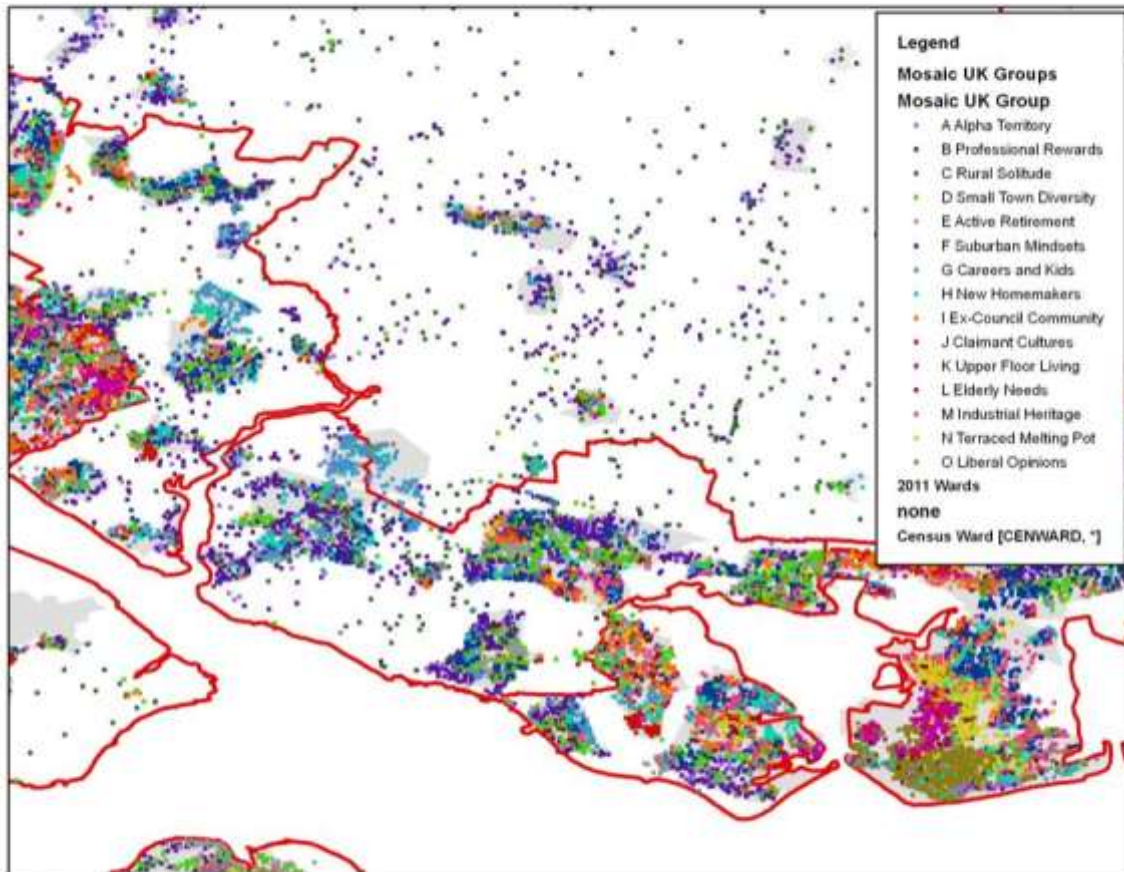 Legend
Mosaic UK Groups
Mosaic UK Group
A Alpha Territory
B Professional Rewards
C Rural Solitude
D Small Town Diversity
E Active Retirement
F Suburban Mindsets
G Careers and Kids
H New Homemakers
I Ex-Council Community
J Claimant Cultures
K Upper Floor Living
L Elderly Needs
M Industrial Heritage
N Terraced Melting Pot
O Liberal Opinions
2011 Wards
none
Census Ward [CENWARD, *]